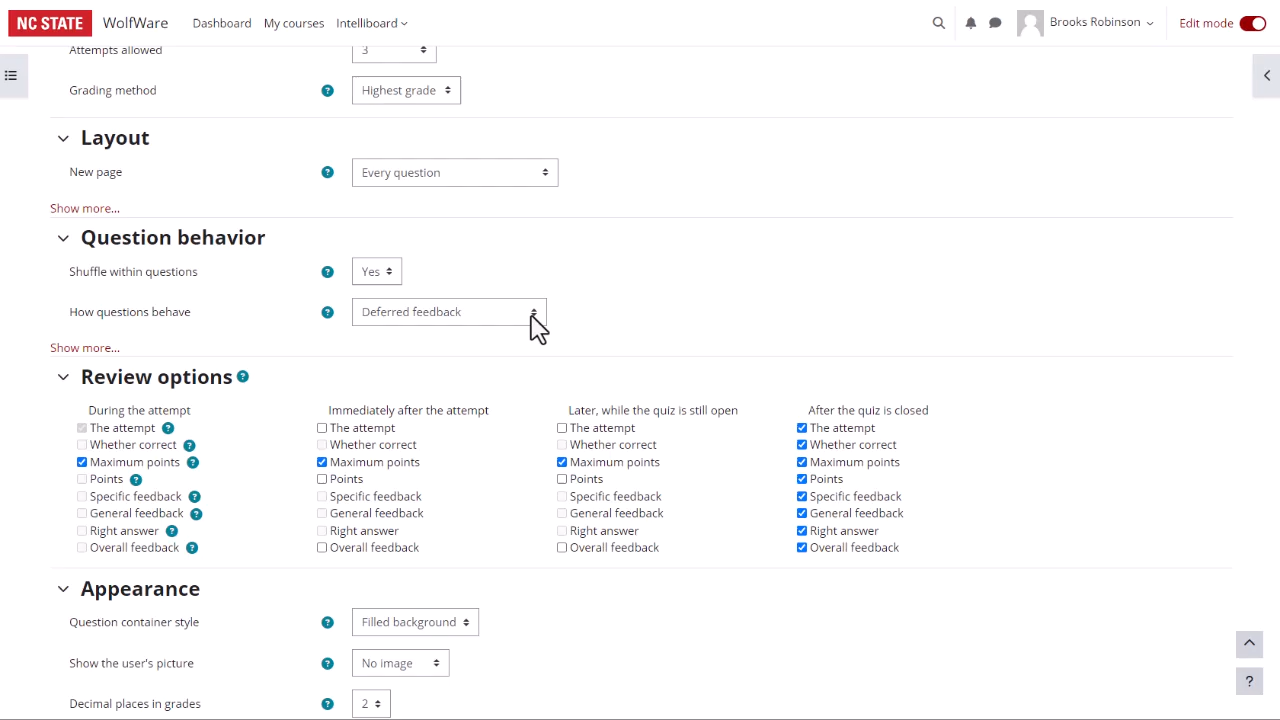 NC STATE WolfWare Dashboard My courses Intelliboard Brooks Robinson Edit mode
Attempts allowed 3
Grading method ? Highest grade
Layout
New page ? Every question
Show more...
Question behavior
Shuffle within questions ? Yes
How questions behave ? Deferred feedback
Show more...
Review options ?
During the attempt Immediately after the attempt Later, while the quiz is still open After the quiz is closed
The attempt ? The attempt The attempt The attempt
Whether correct ? Whether correct Whether correct Whether correct
Maximum points ? Maximum points Maximum points Maximum points
Points ? Points Points Points
Specific feedback ? Specific feedback Specific feedback Specific feedback
General feedback ? General feedback General feedback General feedback
Right answer ? Right answer Right answer Right answer
Overall feedback ? Overall feedback Overall feedback Overall feedback
Appearance
Question container style ? Filled background
Show the user's picture ? No image
?
Decimal places in grades ? 2